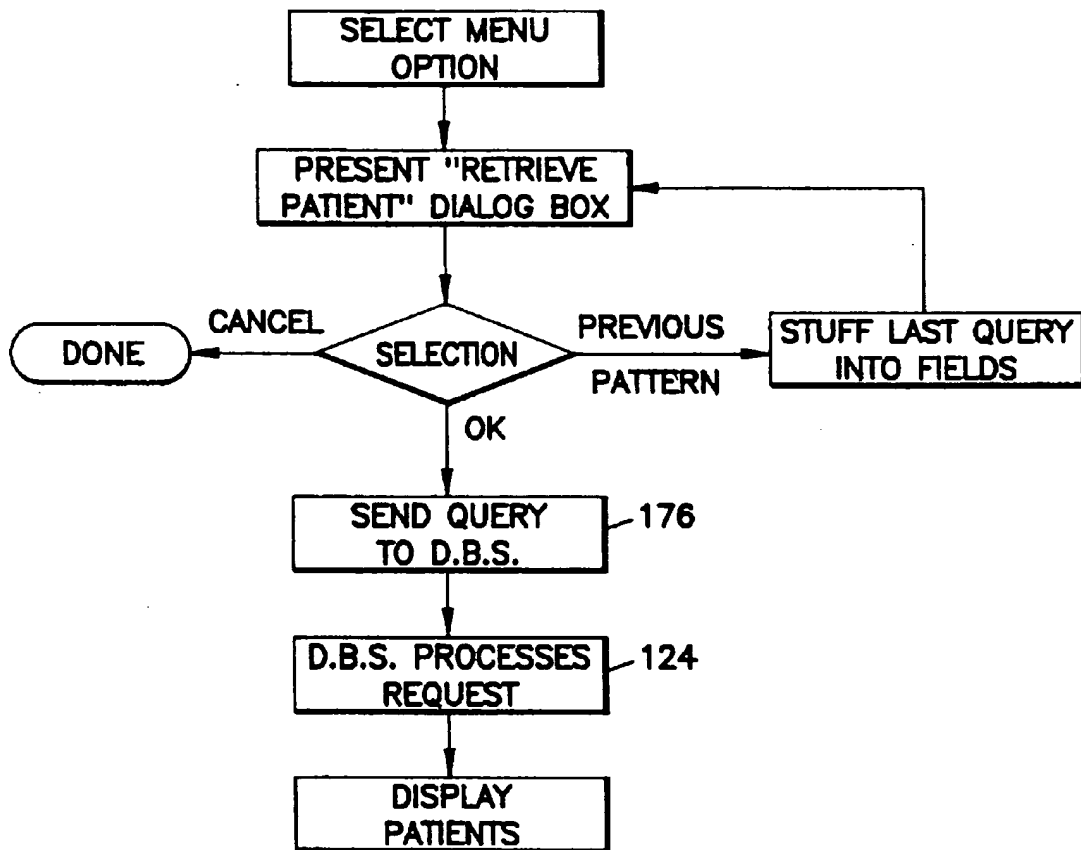 SELECT MENU
OPTION
PRESENT "RETRIEVE
PATIENT" DIALOG BOX
CANCEL
PREVIOUS
PATTERN
DONE
SELECTION
STUFF LAST QUERY
INTO FIELDS
OK
SEND QUERY
TO D.B.S.
176
D.B.S. PROCESSES
REQUEST
124
DISPLAY
PATIENTS